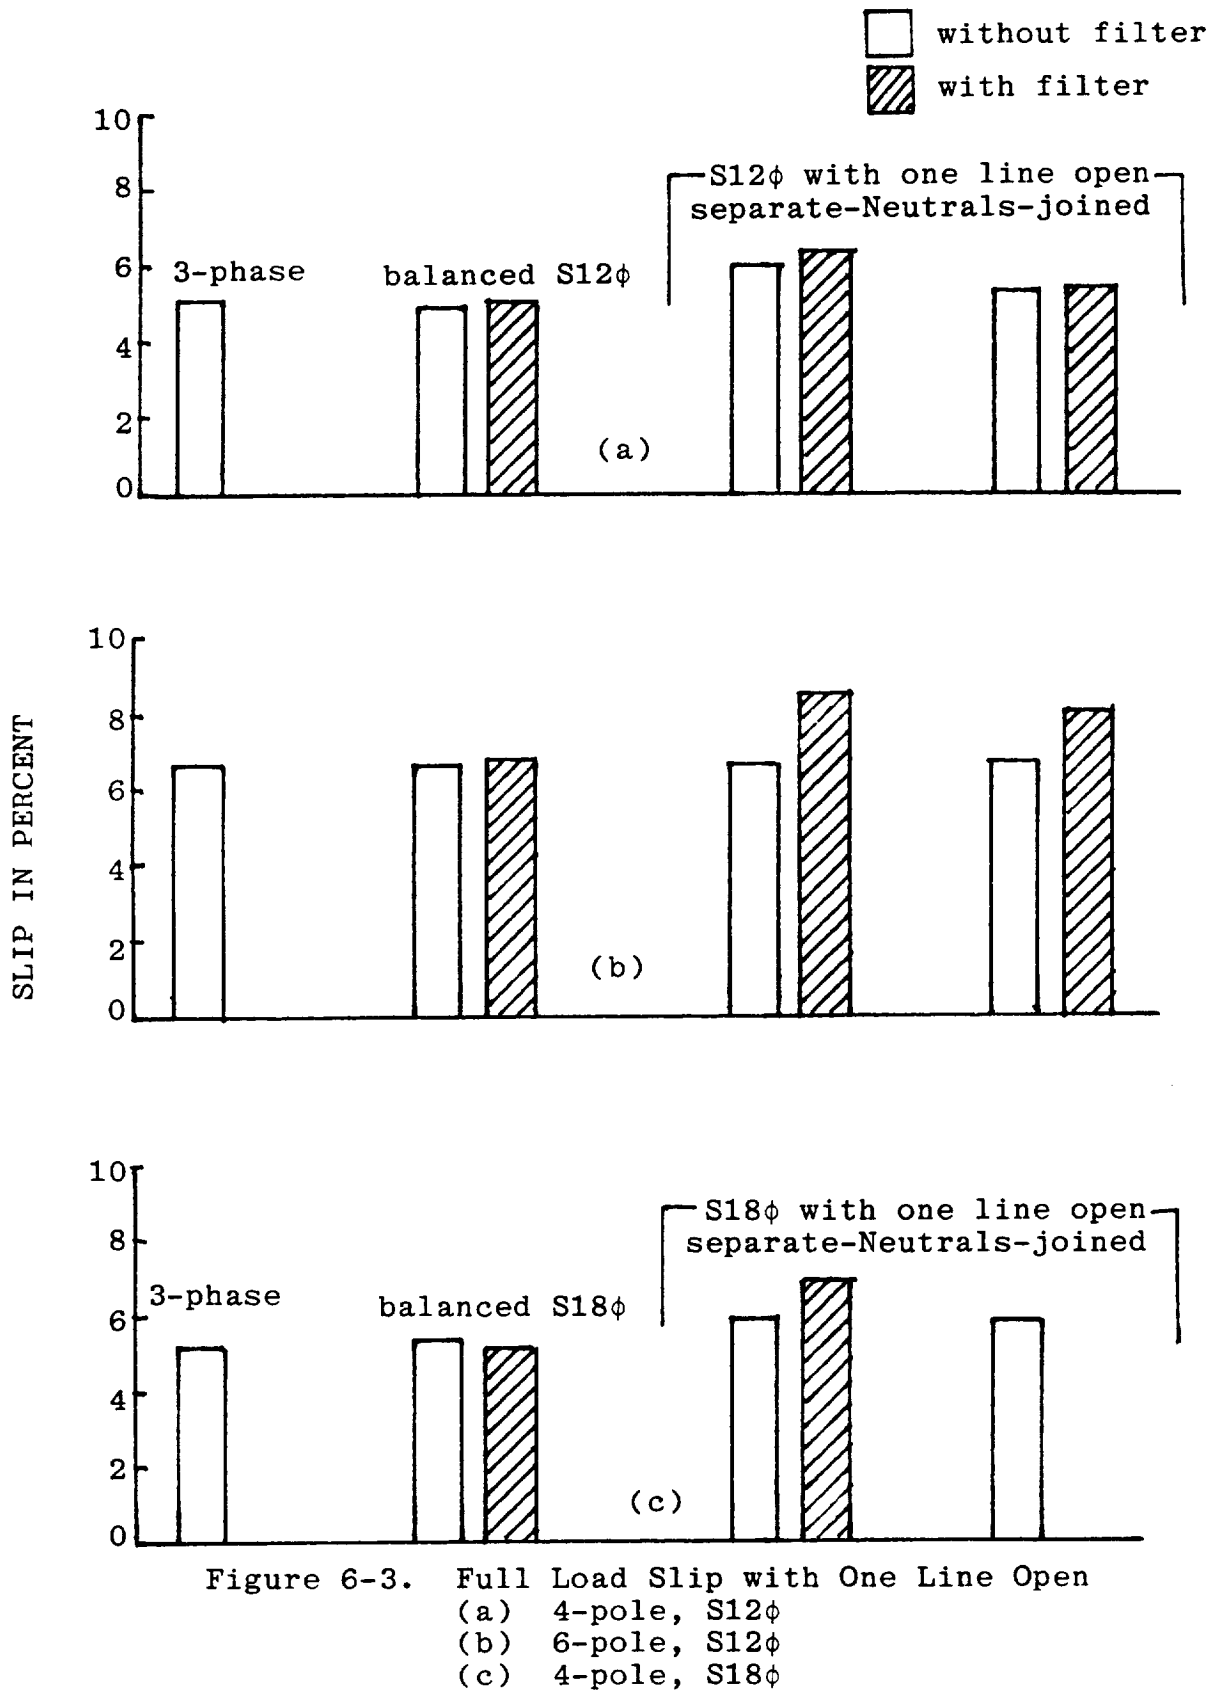 without filter
with filter
10
8
6
4
2
0
S12ϕ with one line open
separate-Neutrals-joined
3-phase
balanced S12ϕ
(a)
SLIP IN PERCENT
10
8
6
4
2
0
(b)
10
8
6
4
2
0
S18ϕ with one line open
separate-Neutrals-joined
3-phase
balanced S18ϕ
(c)
Figure 6-3. Full Load Slip with One Line Open
(a) 4-pole, S12ϕ
(b) 6-pole, S12ϕ
(c) 4-pole, S18ϕ